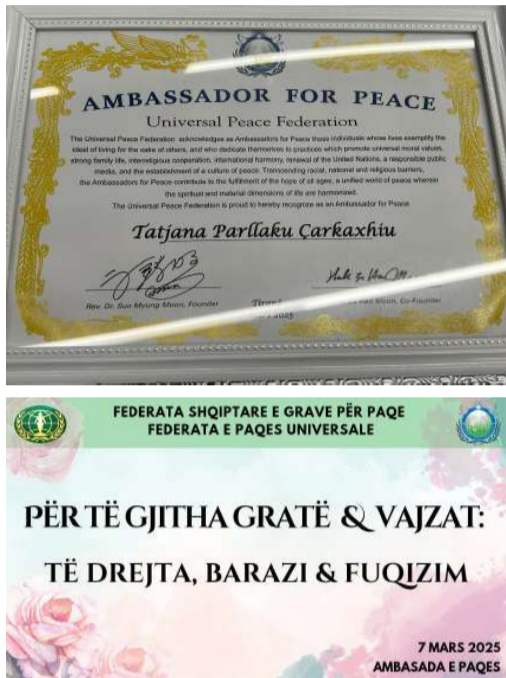 AMBASSADOR FOR PEACE
Universal Peace Federation
The Universal Peace Federation acknowledges as Ambassadors for Peace those individuals whose lives exemplify the
ideal of living for the sake of others, and who dedicate themselves to practices which promote universal moral values,
strong family life, interreligious cooperation, international harmony, renewal of the United Nations, a responsible public
media, and the establishment of a culture of peace. Transcending racial, national and religious barriers,
the Ambassadors for Peace contribute to the fulfillment of the hope of all ages, a unified world of peace wherein
the spiritual and material dimensions of life are harmonized.
The Universal Peace Federation is proud to hereby recognize as an Ambassador for Peace
Tatjana Parllaku Çarkaxhiu
Rev. Dr. Sun Myung Moon, Founder
Moon, Co-Founder
2025
FEDERATA SHQIPTARE E GRAVE PËR PAQE
FEDERATA E PAQES UNIVERSALE
PËR TË GJITHA GRATË & VAJZAT:
TË DREJTA, BARAZI & FUQIZIM
7 MARS 2025
AMBASADA E PAQES